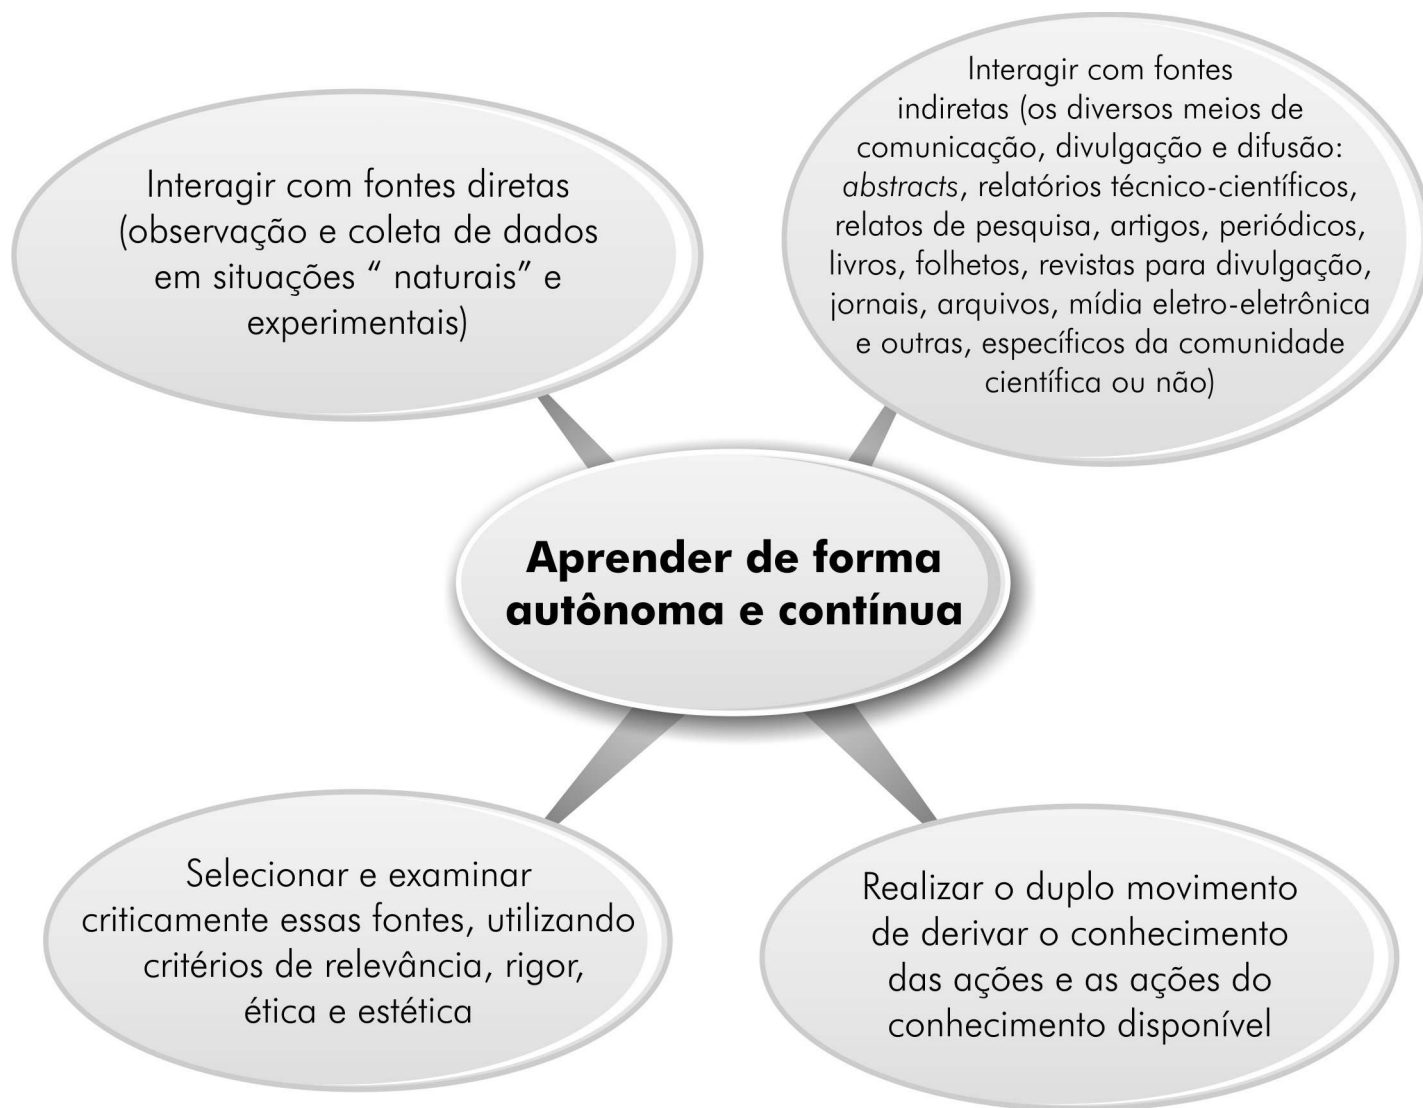 Interagir com fontes diretas
(observação e coleta de dados
em situações “ naturais” e
experimentais)
Interagir com fontes
indiretas (os diversos meios de
comunicação, divulgação e difusão:
abstracts, relatórios técnico-científicos,
relatos de pesquisa, artigos, periódicos,
livros, folhetos, revistas para divulgação,
jornais, arquivos, mídia eletro-eletrônica
e outras, específicos da comunidade
científica ou não)
Aprender de forma
autônoma e contínua
Selecionar e examinar
criticamente essas fontes, utilizando
critérios de relevância, rigor,
ética e estética
Realizar o duplo movimento
de derivar o conhecimento
das ações e as ações do
conhecimento disponível